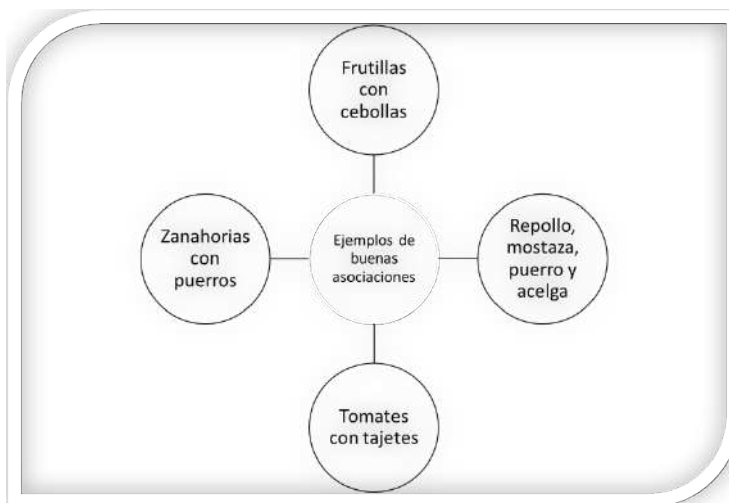 Frutillas
con
cebollas
Zanahorias
con
puerros
Ejemplos de
buenas
asociaciones
Repollo,
mostaza,
puerro y
acelga
Tomates
con tajetes